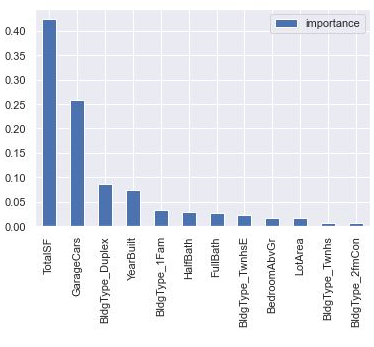 importance
0.40
0.35
0.30
0.25
0.20
0.15
0.10
0.05
0.00
TotalSF
GarageCars
BldgType_Duplex
YearBuilt
BldgType_1Fam
HalfBath
FullBath
BldgType_TwnhsE
BedroomAbvGr
LotArea
BldgType_Twnhs
BldgType_2fmCon